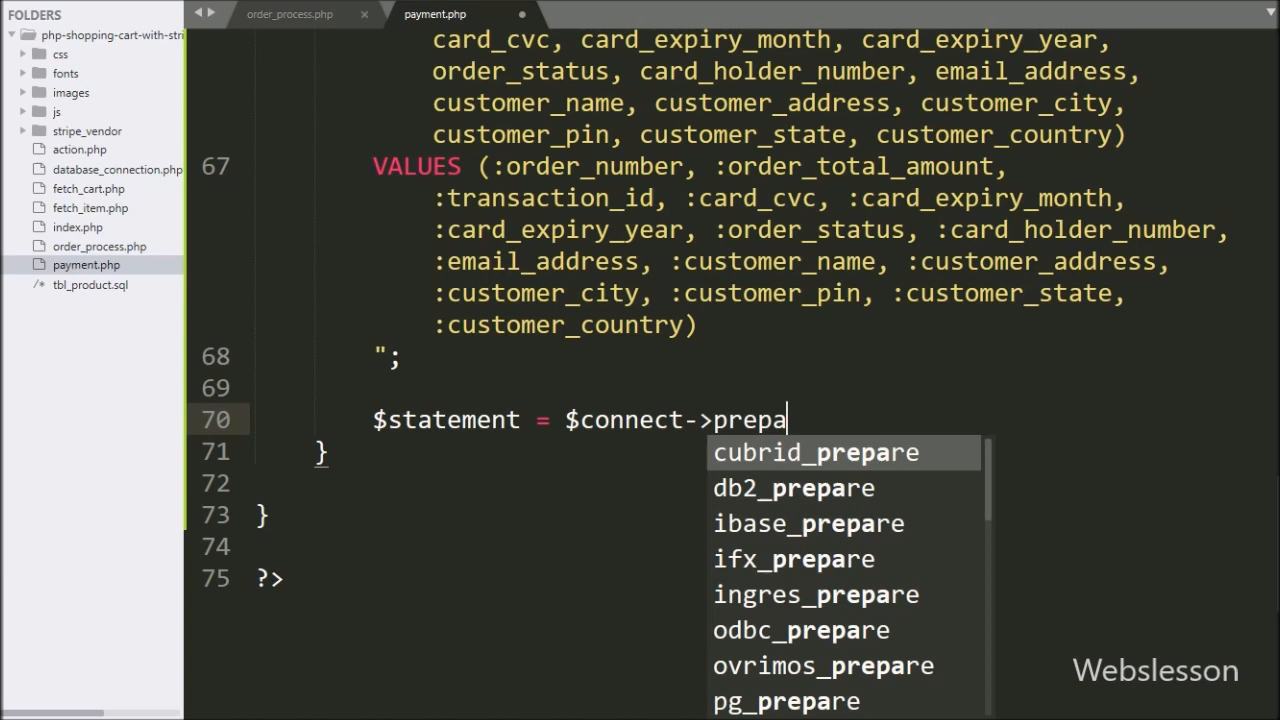 FOLDERS
php-shopping-cart-with-stri
css
fonts
images
js
stripe_vendor
action.php
database_connection.php
fetch_cart.php
fetch_item.php
index.php
order_process.php
payment.php
/* tbl_product.sql
order_process.php × payment.php
card_cvc, card_expiry_month, card_expiry_year,
order_status, card_holder_number, email_address,
customer_name, customer_address, customer_city,
customer_pin, customer_state, customer_country)
67 VALUES (:order_number, :order_total_amount,
:transaction_id, :card_cvc, :card_expiry_month,
:card_expiry_year, :order_status, :card_holder_number,
:email_address, :customer_name, :customer_address,
:customer_city, :customer_pin, :customer_state,
:customer_country)
68 ";
69
70 $statement = $connect->prepa
71 }
72
73 }
74
75 ?>
cubrid_prepare
db2_prepare
ibase_prepare
ifx_prepare
ingres_prepare
odbc_prepare
ovrimos_prepare
pg_prepare
Webslesson